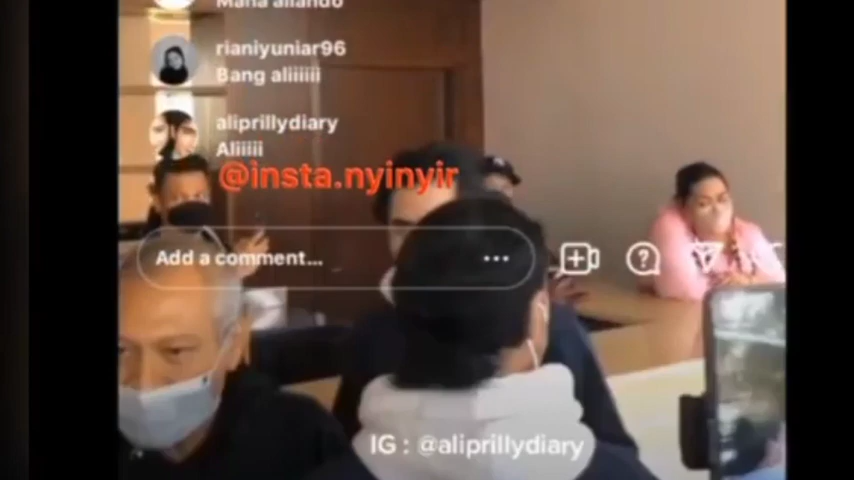 Mana aliando
rianiyuniar96
Bang aliiiiii
aliprillydiary
Aliiiii
@insta.nyinyir
Add a comment...
IG : @aliprillydiary